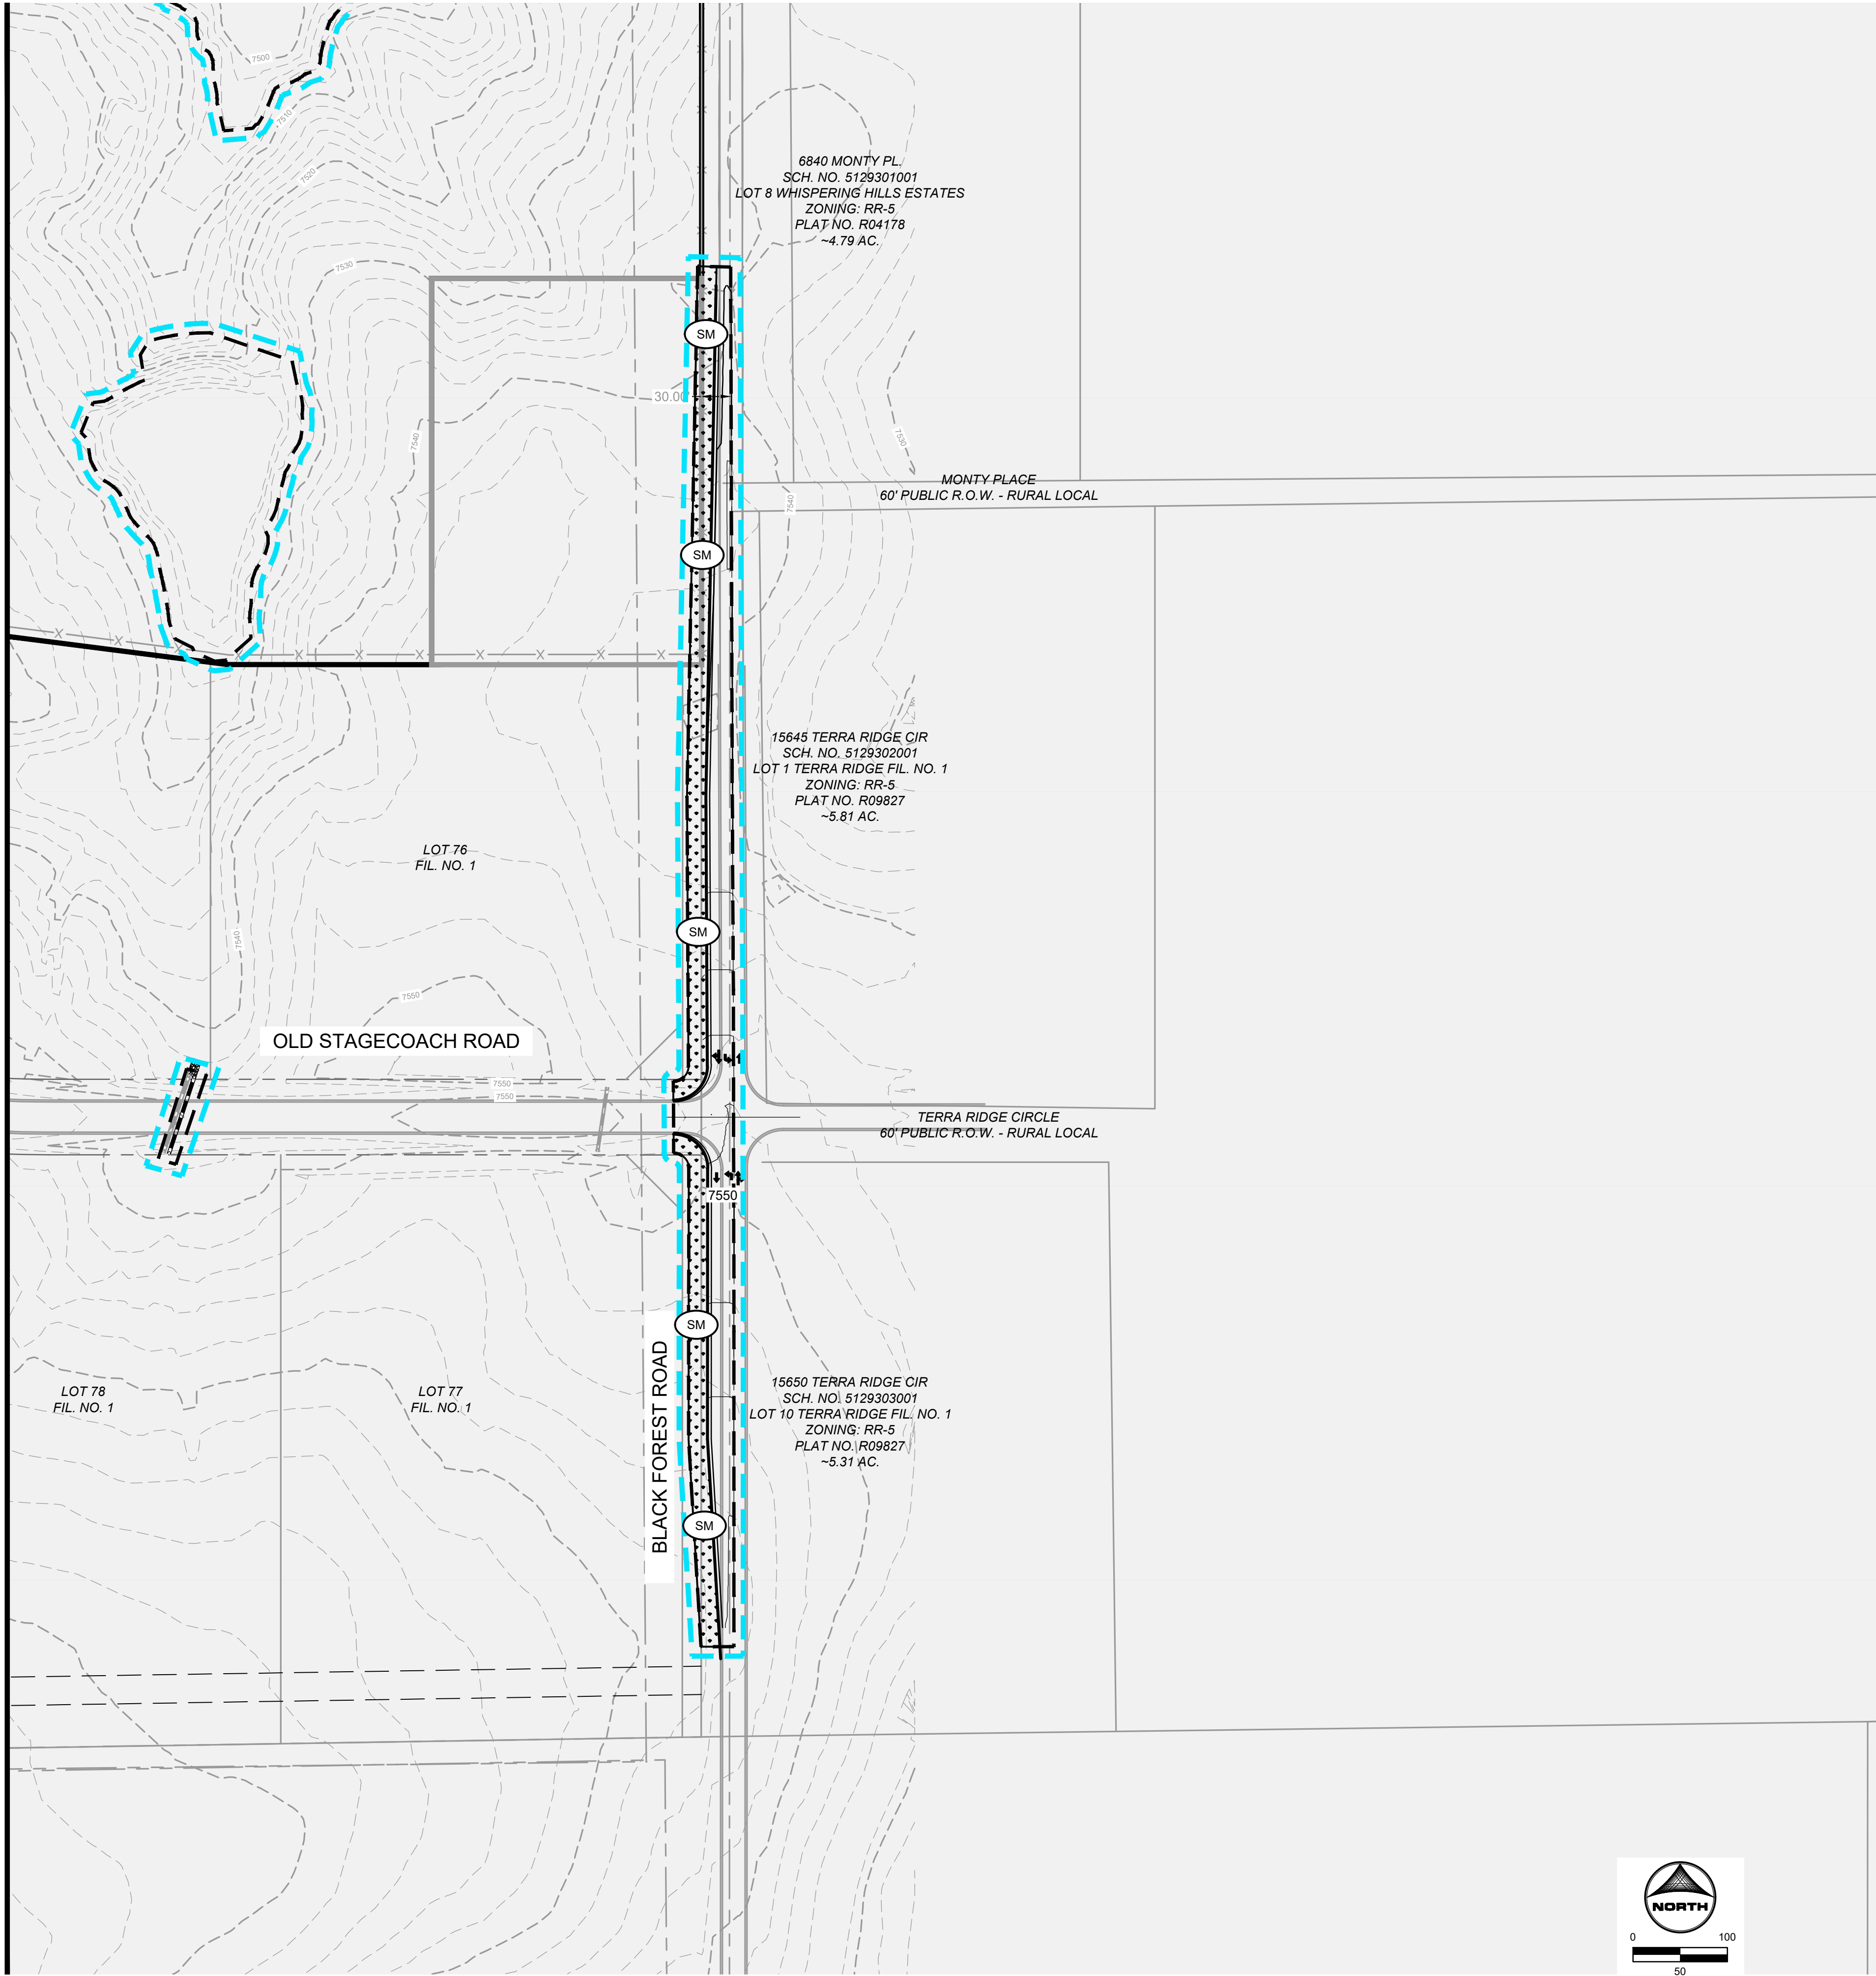 7500
7510
7520
6840 MONTY PL.
SCH. NO. 5129301001
LOT 8 WHISPERING HILLS ESTATES
ZONING: RR-5
PLAT NO. R04178
~4.79 AC.
7530
SM
30.00
7540
7530
MONTY PLACE
60' PUBLIC R.O.W. - RURAL LOCAL
7540
SM
15645 TERRA RIDGE CIR
SCH. NO. 5129302001
LOT 1 TERRA RIDGE FIL. NO. 1
ZONING: RR-5
PLAT NO. R09827
~5.81 AC.
LOT 76
FIL. NO. 1
SM
7540
7550
OLD STAGECOACH ROAD
7550
7550
TERRA RIDGE CIRCLE
60' PUBLIC R.O.W. - RURAL LOCAL
7550
SM
BLACK FOREST ROAD
15650 TERRA RIDGE CIR
SCH. NO. 5129303001
LOT 10 TERRA RIDGE FIL. NO. 1
ZONING: RR-5
PLAT NO. R09827
~5.31 AC.
LOT 78
FIL. NO. 1
LOT 77
FIL. NO. 1
SM
NORTH
0 100
50